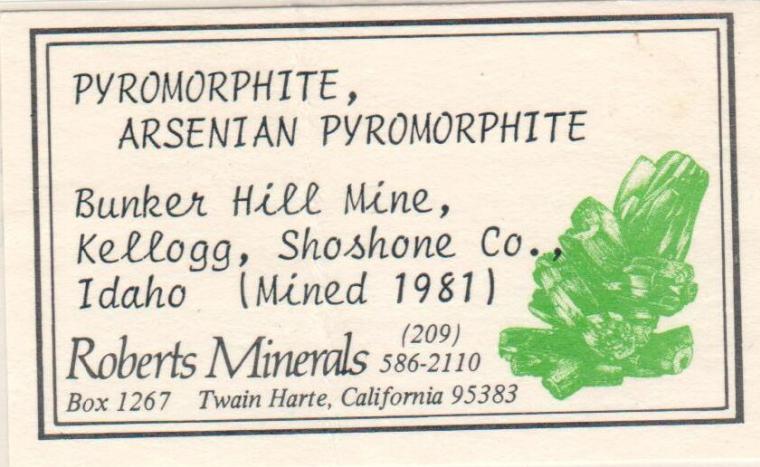 PYROMORPHITE,
ARSENIAN PYROMORPHITE
Bunker Hill Mine,
Kellogg, Shoshone Co.,
Idaho (Mined 1981)
Roberts Minerals (209) 586-2110
Box 1267 Twain Harte, California 95383